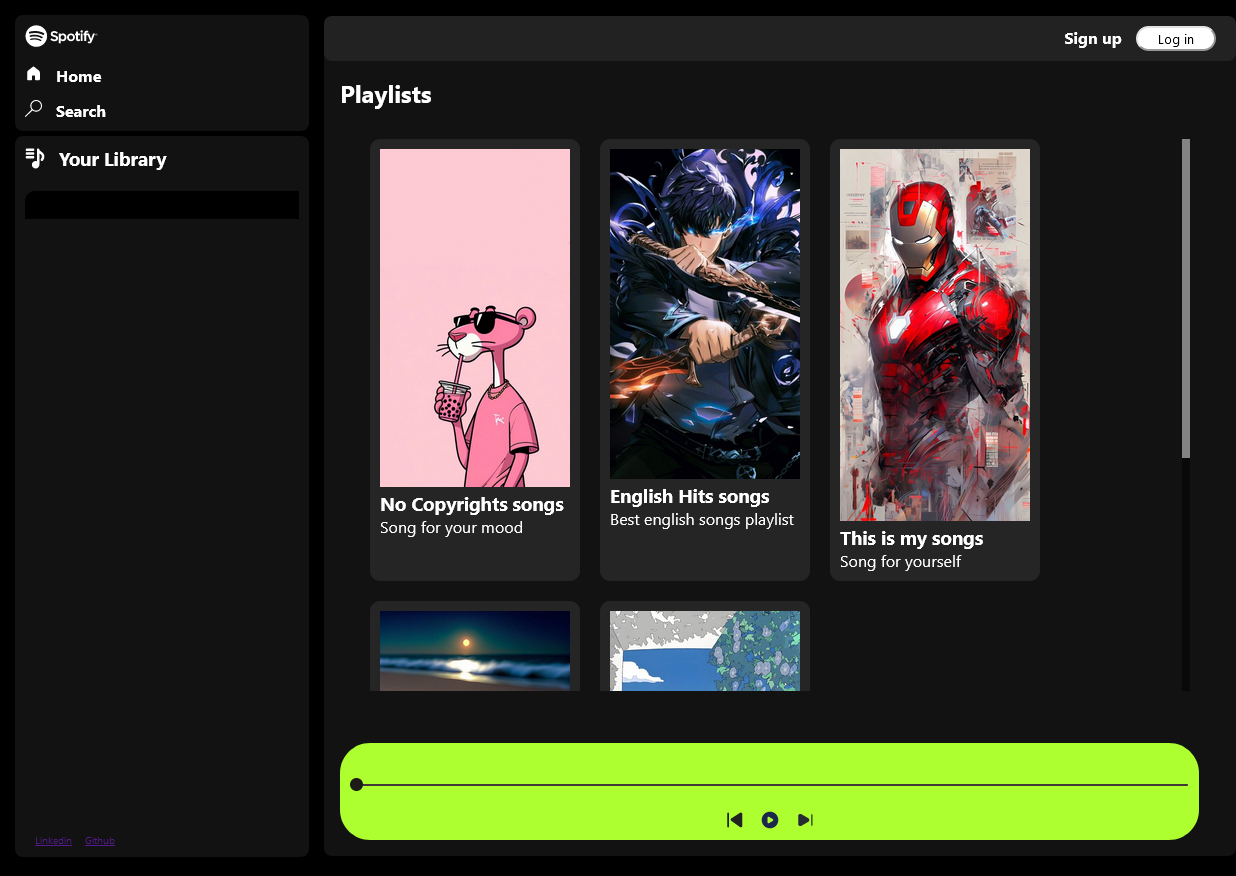 Spotify
Home
Search
Your Library
Linkedin Github
Sign up Log in
Playlists
No Copyrights songs
Song for your mood
English Hits songs
Best english songs playlist
This is my songs
Song for yourself